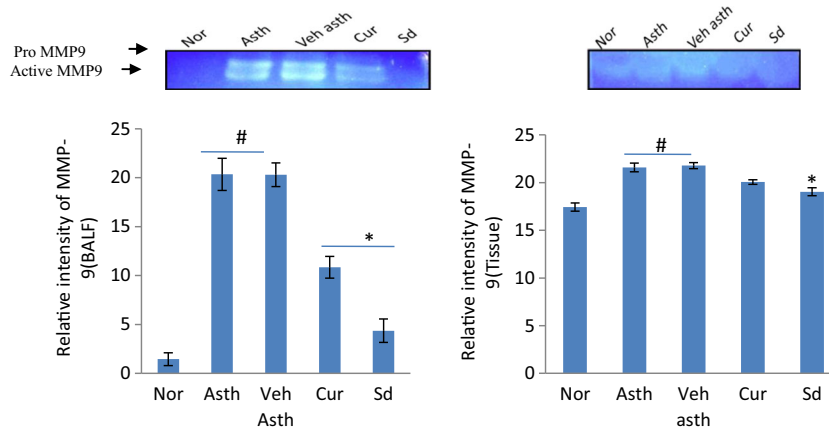 Nor Asth Veh asth Cur Sd
Pro MMP9
Active MMP9
Nor Asth Veh asth Cur Sd
Relative intensity of MMP-
9(BALF)
25
20
15
10
5
0
#
*
Nor Asth Veh Cur Sd
Asth
Relative intensity of MMP-
9(Tissue)
25
20
15
10
5
0
#
*
Nor Asth Veh Cur Sd
asth